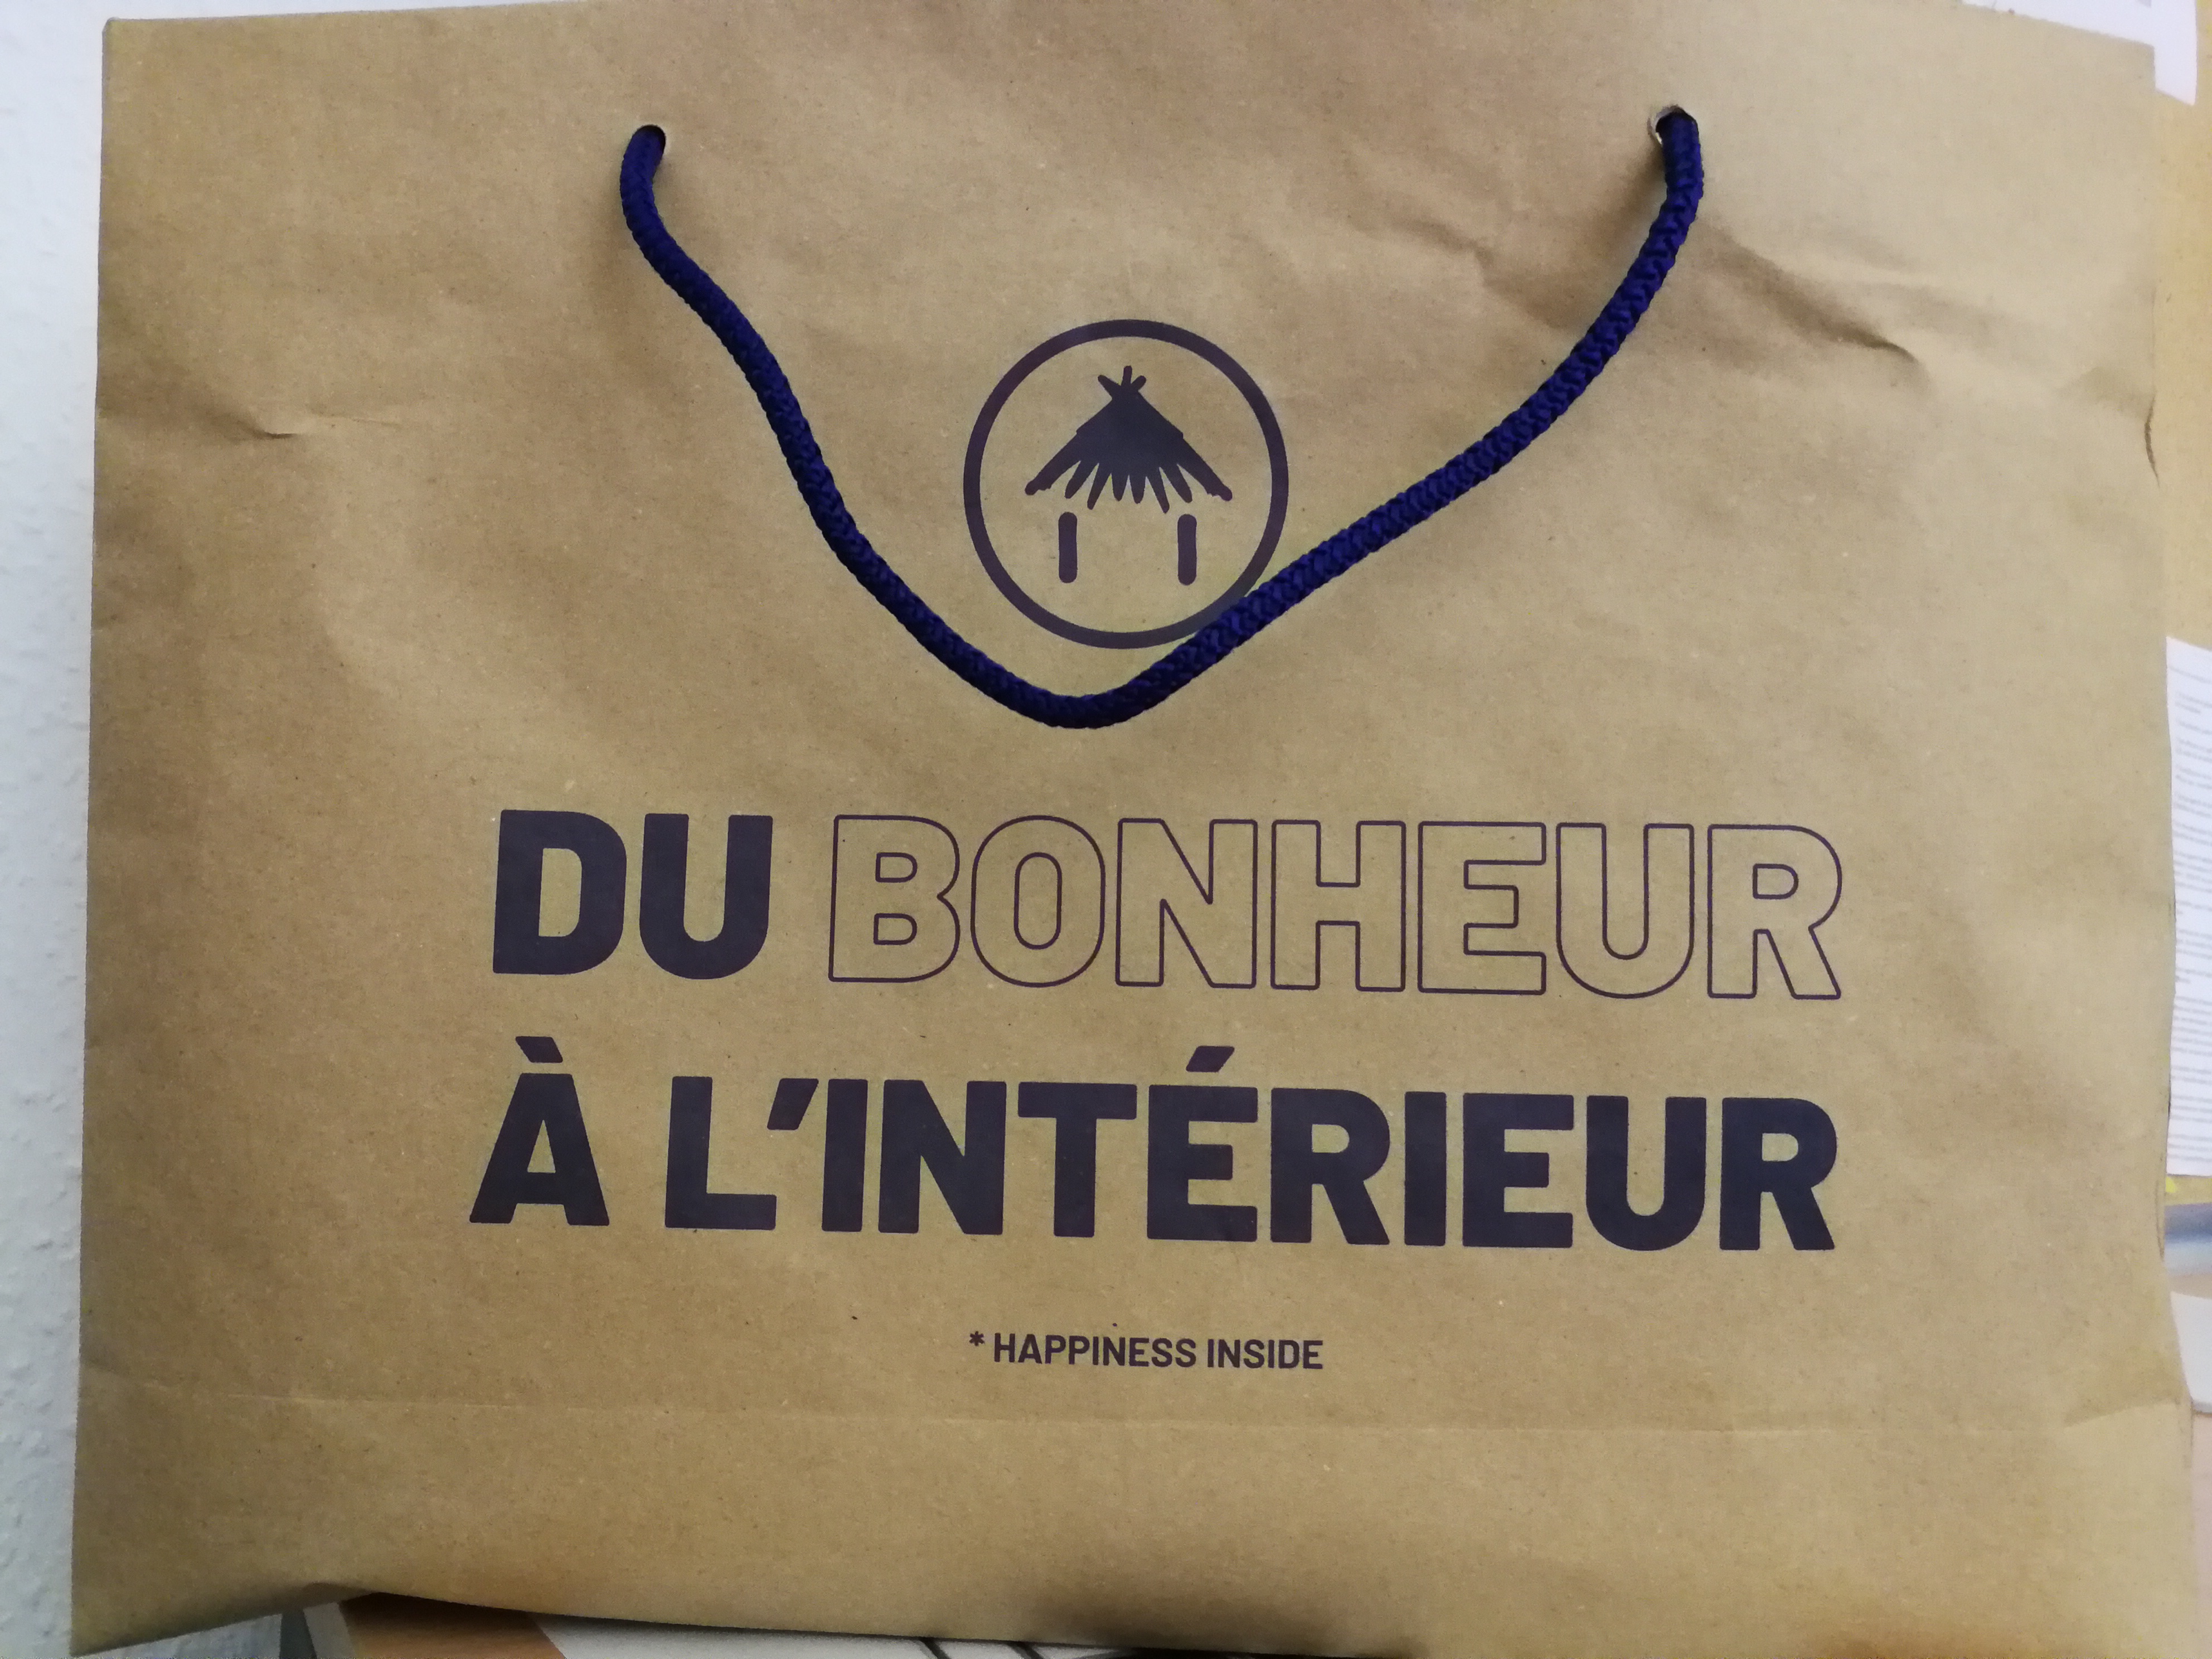 DU BONHEUR
À L'INTÉRIEUR
* HAPPINESS INSIDE